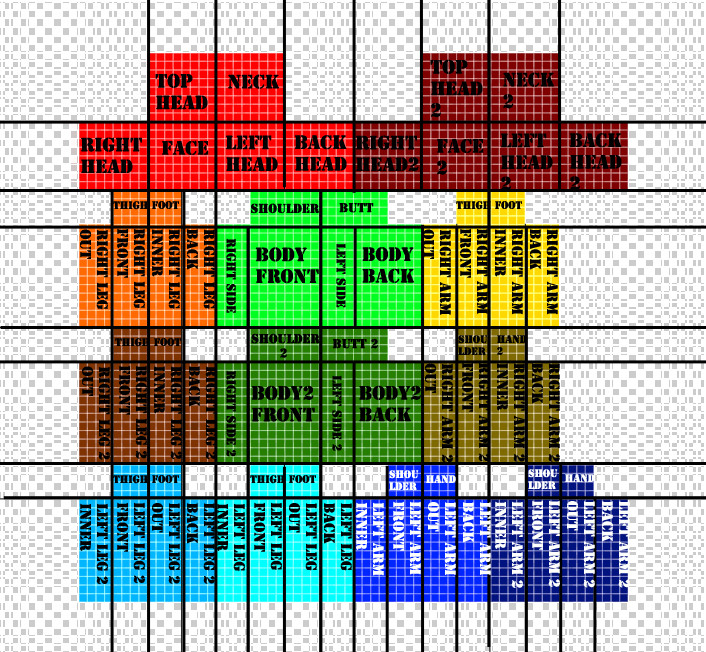 TOP
HEAD
NECK
TOP
HEAD
2
NECK
2
RIGHT
HEAD
FACE
LEFT
HEAD
BACK
HEAD
RIGHT
HEAD2
FACE
2
LEFT
HEAD
2
BACK
HEAD
2
THIGH
FOOT
SHOULDER
BUTT
THIGH
FOOT
RIGHT LEG
OUT
RIGHT LEG
FRONT
RIGHT LEG
INNER
RIGHT LEG
BACK
RIGHT SIDE
BODY
FRONT
LEFT SIDE
BODY
BACK
RIGHT ARM
OUT
RIGHT ARM
FRONT
RIGHT ARM
INNER
RIGHT ARM
BACK
THIGH
FOOT
SHOULDER
2
BUTT 2
SHOU
LDER
HAND
2
RIGHT LEG 2
OUT
RIGHT LEG 2
FRONT
RIGHT LEG 2
INNER
RIGHT LEG 2
BACK
RIGHT SIDE 2
BODY2
FRONT
LEFT SIDE 2
BODY2
BACK
RIGHT ARM 2
OUT
RIGHT ARM 2
FRONT
RIGHT ARM 2
INNER
RIGHT ARM 2
BACK
THIGH
FOOT
THIGH
FOOT
SHOU
LDER
HAND
SHOU
LDER
HAND
LEFT LEG 2
INNER
LEFT LEG 2
FRONT
LEFT LEG 2
OUT
LEFT LEG 2
BACK
LEFT LEG
INNER
LEFT LEG
FRONT
LEFT LEG
OUT
LEFT LEG
BACK
LEFT ARM
INNER
LEFT ARM
FRONT
LEFT ARM
OUT
LEFT ARM
BACK
LEFT ARM 2
INNER
LEFT ARM 2
FRONT
LEFT ARM 2
OUT
LEFT ARM 2
BACK